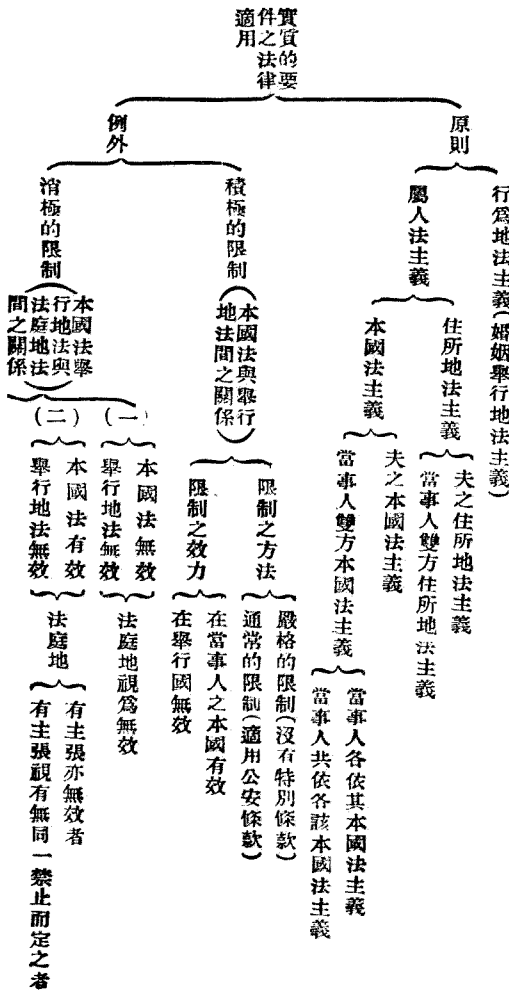 實質的要
件之法律
適用
原則
行爲地法主義(婚姻舉行地法主義)
屬人法主義
住所地法主義
夫之住所地法主義
當事人雙方住所地法主義
本國法主義
夫之本國法主義
當事人雙方本國法主義
當事人各依其本國法主義
當事人共依各該本國法主義
例外
積極的限制
(本國法與舉行
地法間之關係)
限制之方法
嚴格的限制(沒有特別條款)
通常的限制(適用公安條款)
限制之效力
在當事人之本國有效
在舉行國無效
消極的限制
(本國法舉
行地法與
法庭地法
間之關係)
(一)
本國法無效
舉行地法無效
法庭地視爲無效
(二)
本國法有效
舉行地法無效
法庭地
有主張亦無效者
有主張視有無同一禁止而定之者